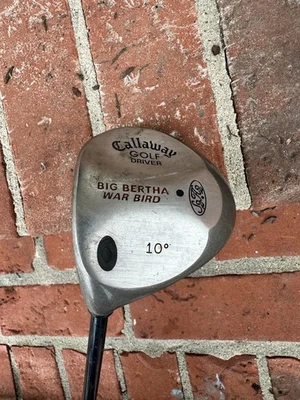 Callaway
GOLF
DRIVER
BIG BERTHA
WAR BIRD
10°